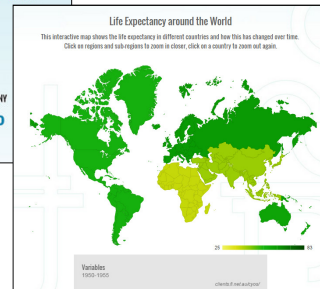 Life Expectancy around the World
This interactive map shows the life expectancy in different countries and how this has changed over time.
Click on regions and sub-regions to zoom in closer, click on a country to zoom out again.
NY
25
83
Variables
1950-1955